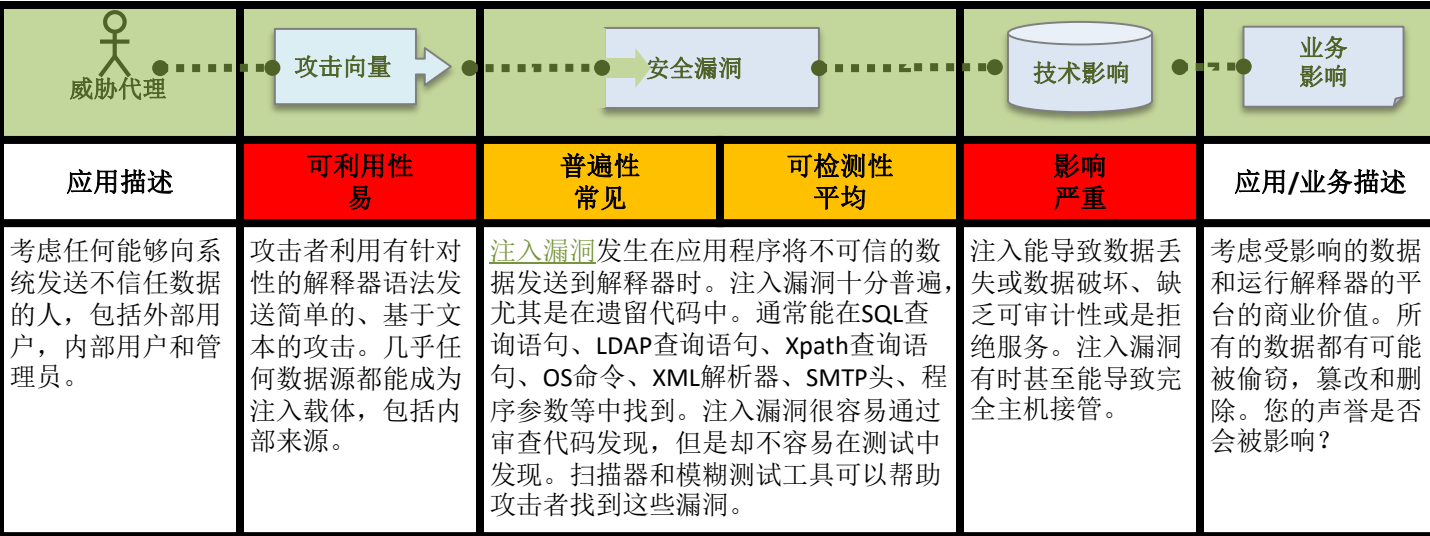 威胁代理
攻击向量
安全漏洞
技术影响
业务
影响
应用描述
可利用性
易
普遍性
常见
可检测性
平均
影响
严重
应用/业务描述
考虑任何能够向系
统发送不信任数据
的人，包括外部用
户，内部用户和管
理员。
攻击者利用有针对
性的解释器语法发
送简单的、基于文
本的攻击。几乎任
何数据源都能成为
注入载体，包括内
部来源。
注入漏洞发生在应用程序将不可信的数
据发送到解释器时。注入漏洞十分普遍，
尤其是在遗留代码中。通常能在SQL查
询语句、LDAP查询语句、Xpath查询语
句、OS命令、XML解析器、SMTP头、程
序参数等中找到。注入漏洞很容易通过
审查代码发现，但是却不容易在测试中
发现。扫描器和模糊测试工具可以帮助
攻击者找到这些漏洞。
注入能导致数据丢
失或数据破坏、缺
乏可审计性或是拒
绝服务。注入漏洞
有时甚至能导致完
全主机接管。
考虑受影响的数据
和运行解释器的平
台的商业价值。所
有的数据都有可能
被偷窃，篡改和删
除。您的声誉是否
会被影响？